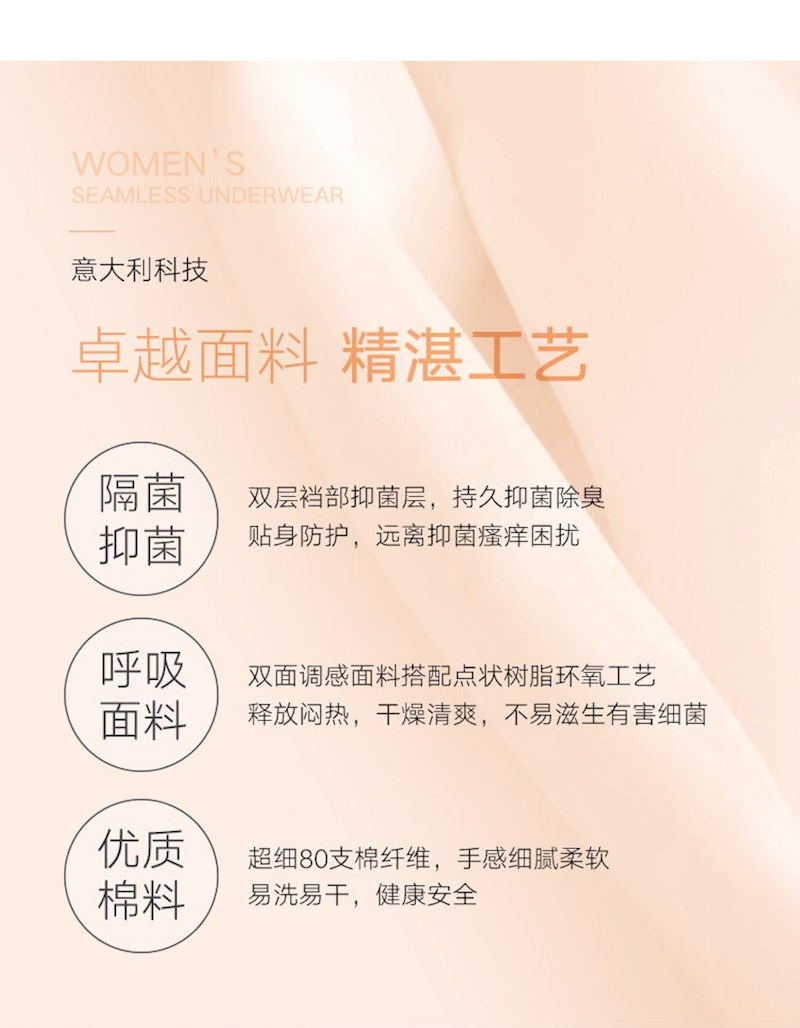 WOMEN'S
SEAMLESS UNDERWEAR
意大利科技
卓越面料 精湛工艺
隔菌
抑菌
双层裆部抑菌层，持久抑菌除臭
贴身防护，远离抑菌瘙痒困扰
呼吸
面料
双面调感面料搭配点状树脂环氧工艺
释放闷热，干燥清爽，不易滋生有害细菌
优质
棉料
超细80支棉纤维，手感细腻柔软
易洗易干，健康安全